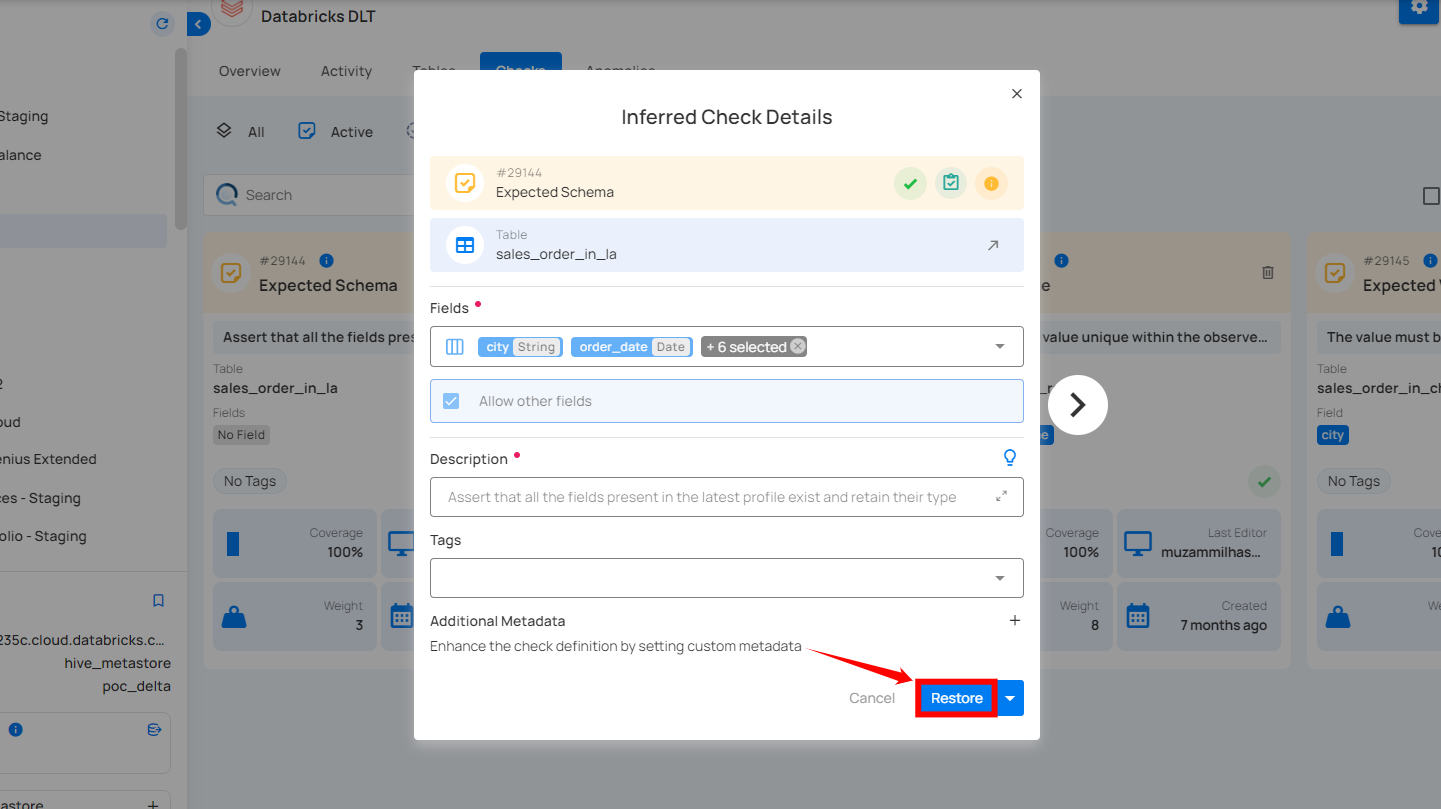 Databricks DLT
Overview
Activity
Tables
Checks
Anomalies
Staging
alance
2
oud
enius Extended
ces - Staging
olio - Staging
235c.cloud.databricks.c...
hive_metastore
poc_delta
astore
All
Active
Search
#29144
Expected Schema
Assert that all the fields pres
Table
sales_order_in_la
Fields
No Field
No Tags
Coverage
100%
Weight
3
Inferred Check Details
#29144
Expected Schema
Table
sales_order_in_la
Fields
city String order_date Date + 6 selected
Allow other fields
Description
Assert that all the fields present in the latest profile exist and retain their type
Tags
Additional Metadata
Enhance the check definition by setting custom metadata
Cancel
Restore
e
value unique within the observe...
e
Coverage
100%
Last Editor
muzammilhas...
Weight
8
Created
7 months ago
#29145
Expected V
The value must b
Table
sales_order_in_ch
Field
city
No Tags
Cove
10
We